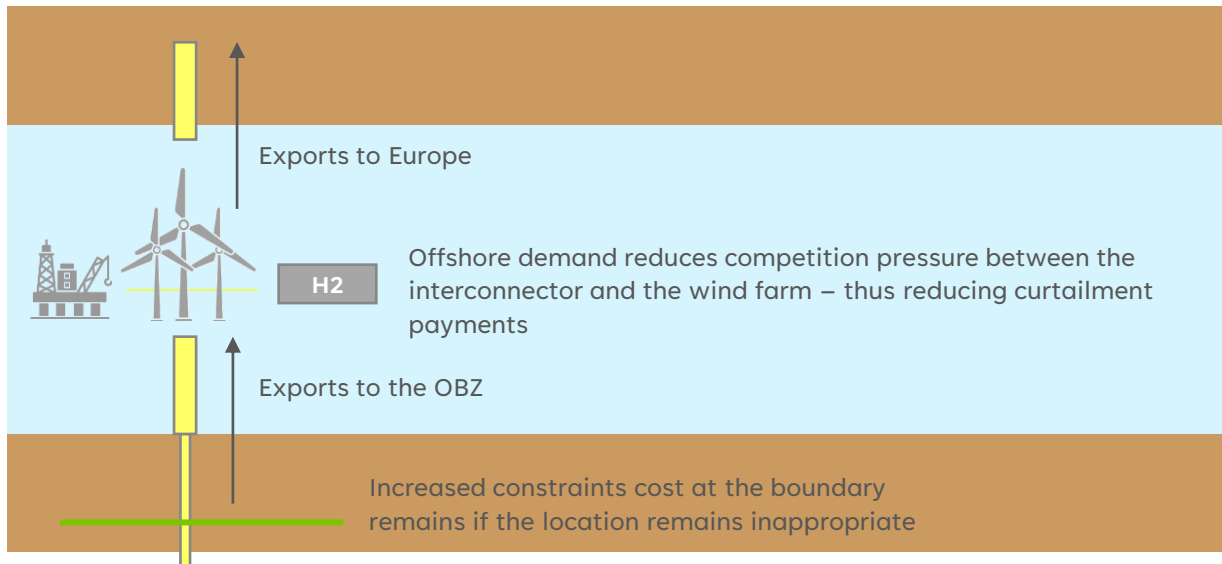 Exports to Europe
H2
Offshore demand reduces competition pressure between the
interconnector and the wind farm – thus reducing curtailment
payments
Exports to the OBZ
Increased constraints cost at the boundary
remains if the location remains inappropriate